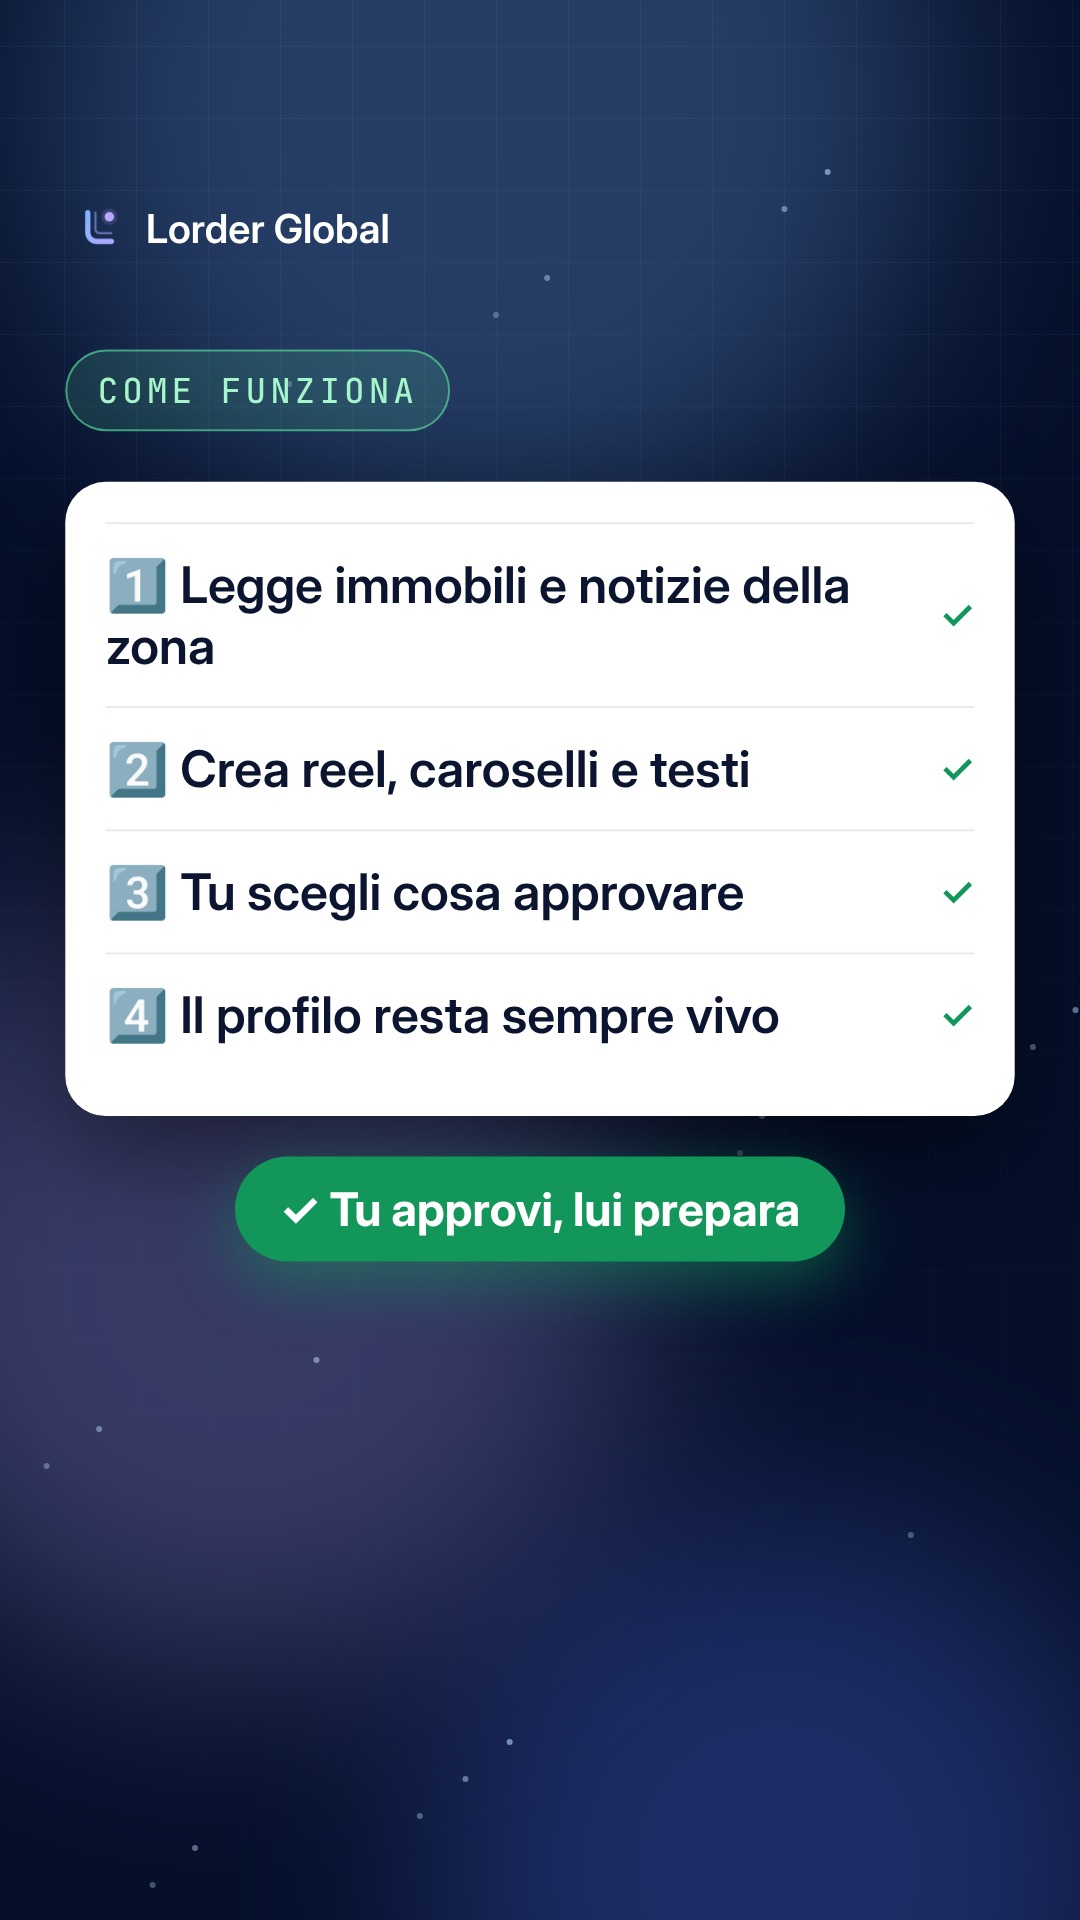 Lorder Global
COME FUNZIONA
1️⃣ Legge immobili e notizie della
zona ✓
2️⃣ Crea reel, caroselli e testi ✓
3️⃣ Tu scegli cosa approvare ✓
4️⃣ Il profilo resta sempre vivo ✓
✓ Tu approvi, lui prepara